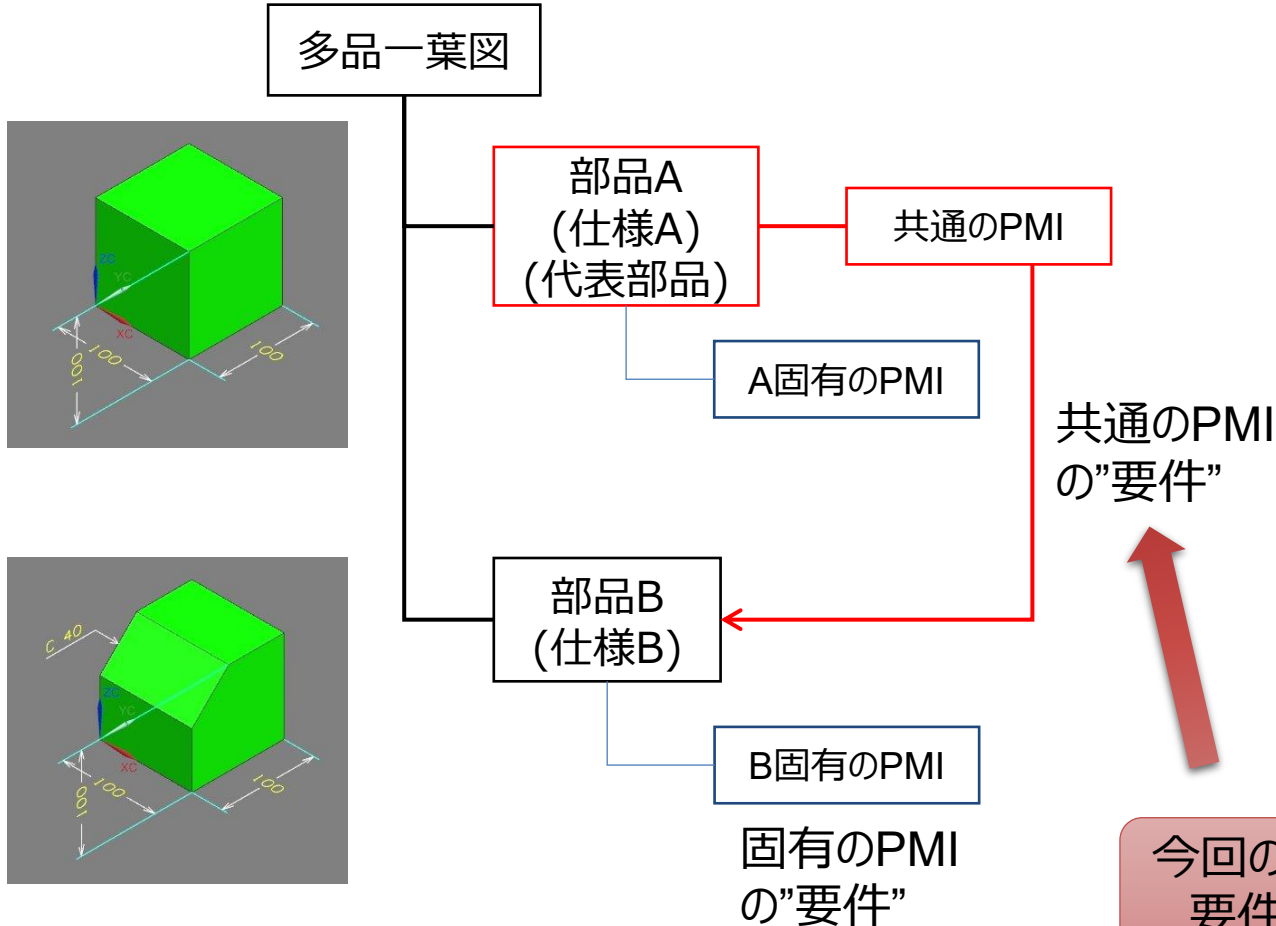 多品一葉図
部品A
(仕様A)
(代表部品)
共通のPMI
A固有のPMI
ZC
YC
XC
100
100
100
共通のPMI
の”要件”
部品B
(仕様B)
C 40
ZC
YC
XC
100
100
100
B固有のPMI
固有のPMI
の”要件”
今回の
要件